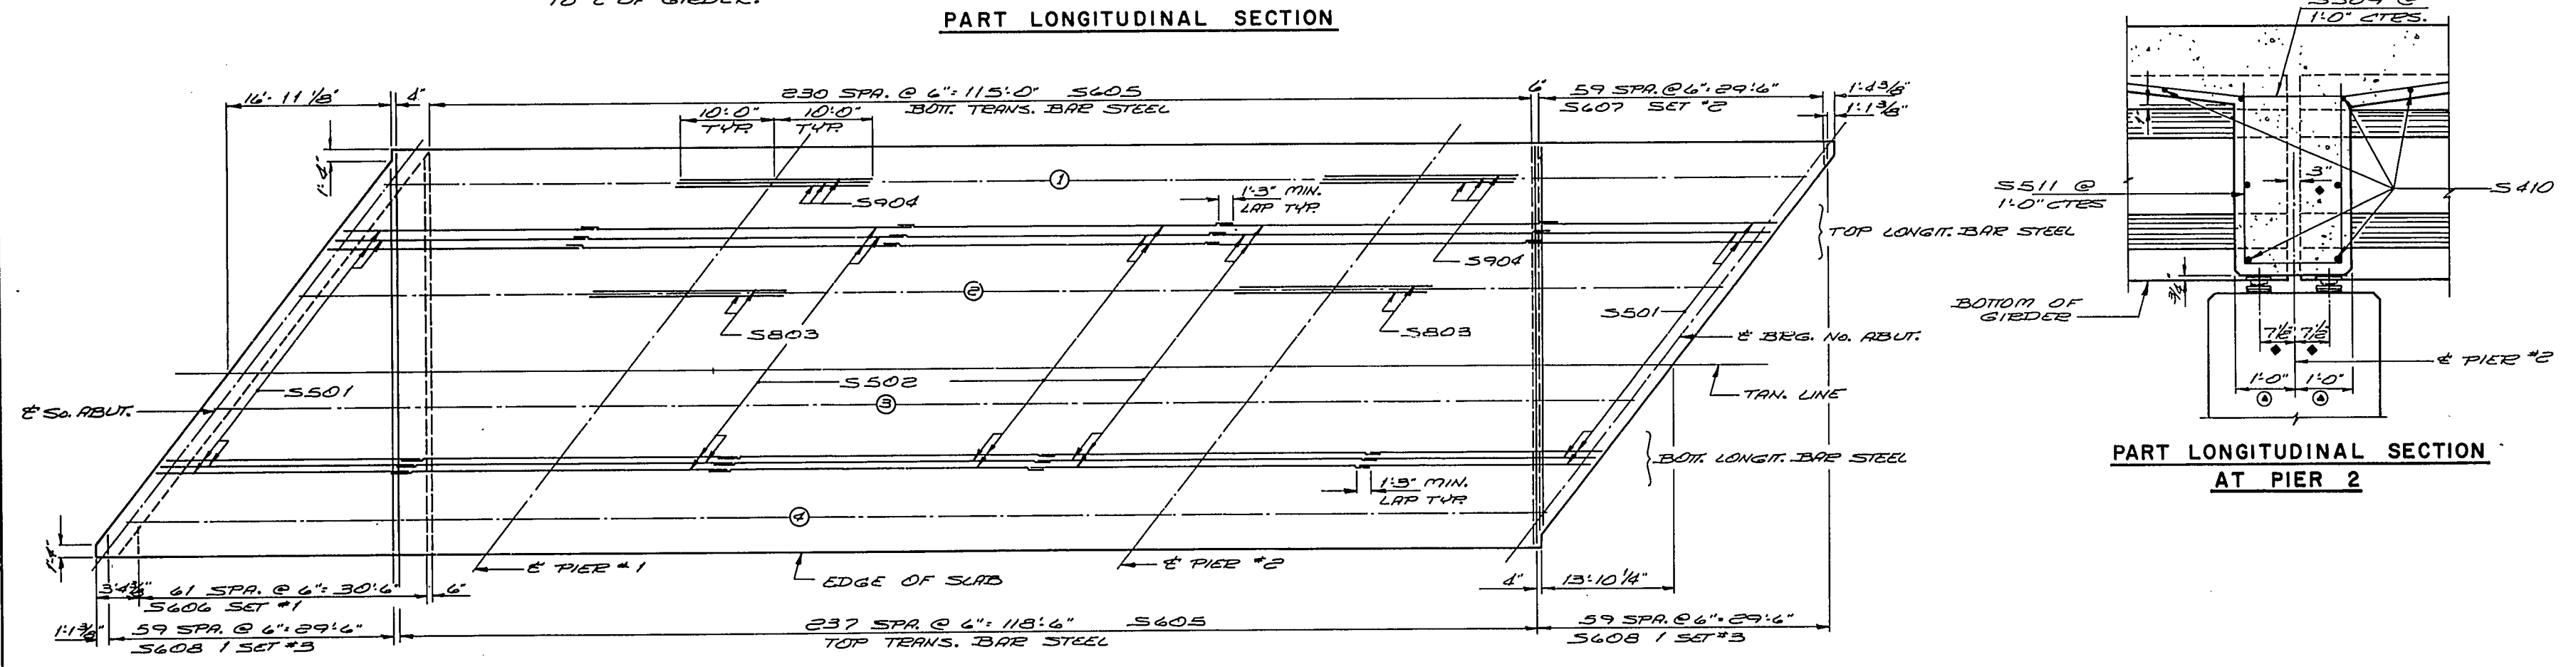 TO ℄ OF GIRDER.
PART LONGITUDINAL SECTION
16'-11 1/8"
4"
230 SPA. @ 6"= 115'-0" S605
BOTT. TRANS. BAR STEEL
6"
59 SPA. @ 6"= 29'-6"
S607 SET #2
1'-4 3/8"
1'-1 3/8"
10'-0"
TYP.
10'-0"
TYP.
1'-4"
1
S904
1'-3" MIN.
LAP TYP.
S904
TOP LONGIT. BAR STEEL
2
S803
S803
S501
℄ BRG. NO. ABUT.
S501
S502
TAN. LINE
℄ SO. ABUT.
3
BOTT. LONGIT. BAR STEEL
1'-3" MIN.
LAP TYP.
4
1'-4"
℄ PIER #1
EDGE OF SLAB
℄ PIER #2
4"
13'-10 1/4"
61 SPA. @ 6"= 30'-6"
6"
S606 SET #1
1'-1 3/8"
59 SPA. @ 6"= 29'-6"
S608 1 SET #3
237 SPA. @ 6"= 118'-6" S605
TOP TRANS. BAR STEEL
59 SPA. @ 6"= 29'-6"
S608 1 SET #3
1'-0" CTRS.
3"
S511 @
1'-0" CTRS
S410
BOTTOM OF
GIRDER
3/4"
7 1/2 7 1/2
℄ PIER #2
1'-0" 1'-0"
PART LONGITUDINAL SECTION
AT PIER 2